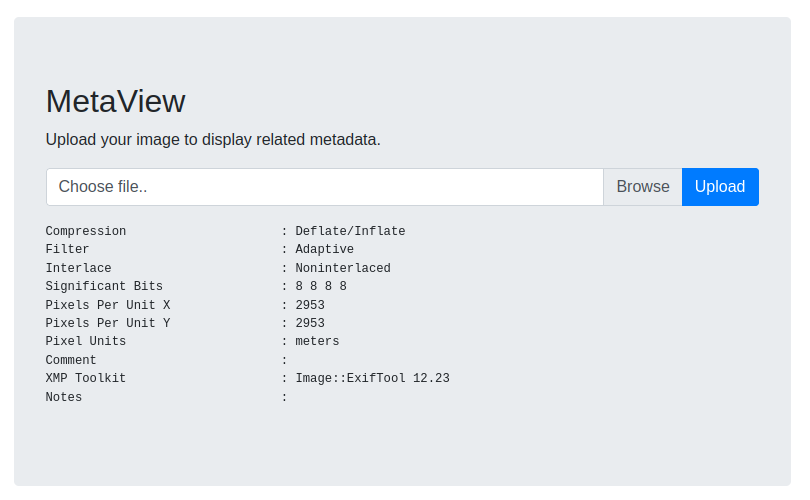 MetaView
Upload your image to display related metadata.
Choose file.. Browse Upload
Compression : Deflate/Inflate
Filter : Adaptive
Interlace : Noninterlaced
Significant Bits : 8 8 8 8
Pixels Per Unit X : 2953
Pixels Per Unit Y : 2953
Pixel Units : meters
Comment :
XMP Toolkit : Image::ExifTool 12.23
Notes :